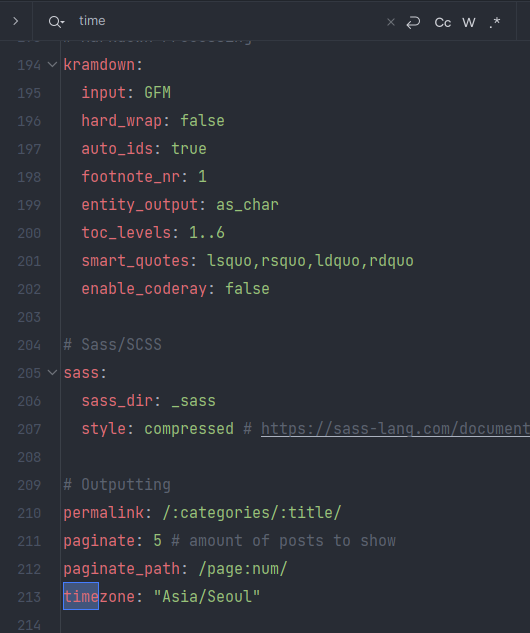 time
Cc W .*
194 kramdown:
195 input: GFM
196 hard_wrap: false
197 auto_ids: true
198 footnote_nr: 1
199 entity_output: as_char
200 toc_levels: 1..6
201 smart_quotes: lsquo,rsquo,ldquo,rdquo
202 enable_coderay: false
203
204 # Sass/SCSS
205 sass:
206 sass_dir: _sass
207 style: compressed # https://sass-lang.com/document
208
209 # Outputting
210 permalink: /:categories/:title/
211 paginate: 5 # amount of posts to show
212 paginate_path: /page:num/
213 timezone: "Asia/Seoul"
214